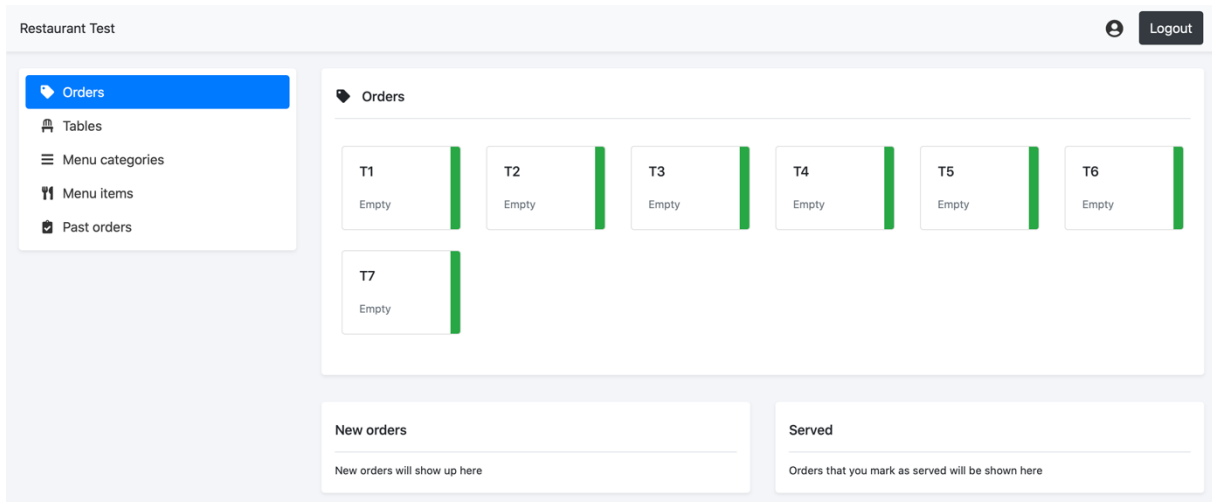 Restaurant Test
Logout
Orders
Tables
Menu categories
Menu items
Past orders
Orders
T1
Empty
T2
Empty
T3
Empty
T4
Empty
T5
Empty
T6
Empty
T7
Empty
New orders
New orders will show up here
Served
Orders that you mark as served will be shown here